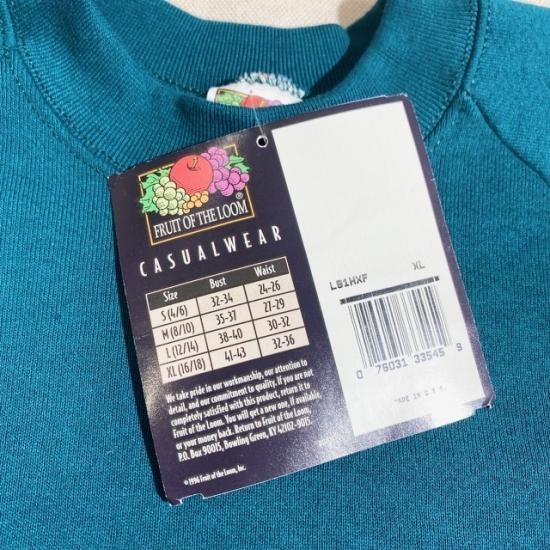 FRUIT OF THE LOOM®
CASUALWEAR
Size Bust Waist
S (4/6) 32-34 24-26
M (8/10) 35-37 27-29
L (12/14) 38-40 30-32
XL (16/18) 41-43 32-36
We take pride in our workmanship, our attention to
detail, and our commitment to quality. If you are not
completely satisfied with this product, return it to
Fruit of the Loom. You will get a new one, if available,
or your money back. Return to Fruit of the Loom,
P.O. Box 90015, Bowling Green, KY 42102-9015.
©1996 Fruit of the Loom, Inc.
L81HXF XL
0 76031 33545 9
MADE IN U.S.A.